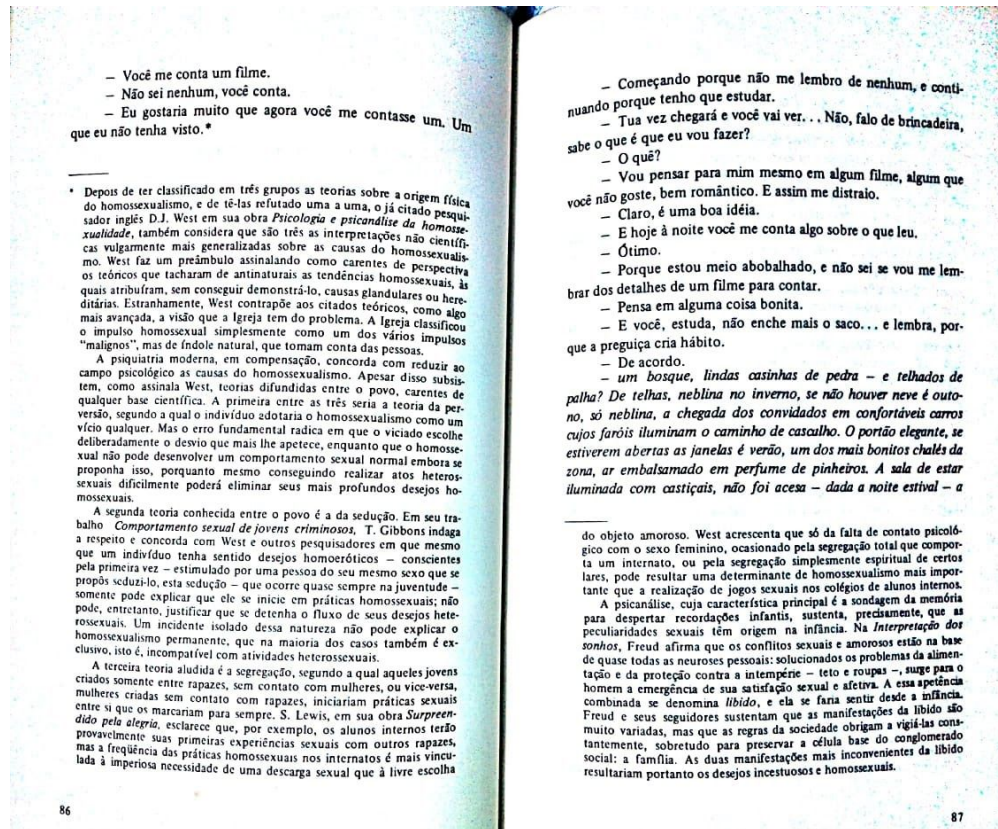 – Você me conta um filme.
– Não sei nenhum, você conta.
– Eu gostaria muito que agora você me contasse um. Um
que eu não tenha visto.*
* Depois de ter classificado em três grupos as teorias sobre a origem física
do homossexualismo, e de tê-las refutado uma a uma, o já citado pesqui-
sador inglês D.J. West em sua obra Psicologia e psicanálise da homosse-
xualidade, também considera que são três as interpretações não científi-
cas vulgarmente mais generalizadas sobre as causas do homossexualis-
mo. West faz um preâmbulo assinalando como carentes de perspectiva
os teóricos que tacharam de antinaturais as tendências homossexuais, às
quais atribuíram, sem conseguir demonstrá-lo, causas glandulares ou here-
ditárias. Estranhamente, West contrapõe aos citados teóricos, como algo
mais avançada, a visão que a Igreja tem do problema. A Igreja classificou
o impulso homossexual simplesmente como um dos vários impulsos
"malignos", mas de índole natural, que tomam conta das pessoas.
A psiquiatria moderna, em compensação, concorda com reduzir ao
campo psicológico as causas do homossexualismo. Apesar disso subsis-
tem, como assinala West, teorias difundidas entre o povo, carentes de
qualquer base científica. A primeira entre as três seria a teoria da per-
versão, segundo a qual o indivíduo adotaria o homossexualismo como um
vício qualquer. Mas o erro fundamental radica em que o viciado escolhe
deliberadamente o desvio que mais lhe apetece, enquanto que o homosse-
xual não pode desenvolver um comportamento sexual normal embora se
proponha isso, porquanto mesmo conseguindo realizar atos heteros-
sexuais dificilmente poderá eliminar seus mais profundos desejos ho-
mossexuais.
A segunda teoria conhecida entre o povo é a da sedução. Em seu tra-
balho Comportamento sexual de jovens criminosos, T. Gibbons indaga
a respeito e concorda com West e outros pesquisadores em que mesmo
que um indivíduo tenha sentido desejos homoeróticos – conscientes
pela primeira vez – estimulado por uma pessoa do seu mesmo sexo que se
propôs seduzi-lo, esta sedução – que ocorre quase sempre na juventude –
somente pode explicar que ele se inicie em práticas homossexuais; não
pode, entretanto, justificar que se detenha o fluxo de seus desejos hete-
rossexuais. Um incidente isolado dessa natureza não pode explicar o
homossexualismo permanente, que na maioria dos casos também é ex-
clusivo, isto é, incompatível com atividades heterossexuais.
A terceira teoria aludida é a segregação, segundo a qual aqueles jovens
criados somente entre rapazes, sem contato com mulheres, ou vice-versa,
mulheres criadas sem contato com rapazes, iniciariam práticas sexuais
entre si que os marcariam para sempre. S. Lewis, em sua obra Surpreen-
dido pela alegria, esclarece que, por exemplo, os alunos internos terão
provavelmente suas primeiras experiências sexuais com outros rapazes,
mas a freqüência das práticas homossexuais nos internatos é mais vincu-
lada à imperiosa necessidade de uma descarga sexual que à livre escolha
86
– Começando porque não me lembro de nenhum, e conti-
nuando porque tenho que estudar.
– Tua vez chegará e você vai ver... Não, falo de brincadeira,
sabe o que é que eu vou fazer?
– O quê?
– Vou pensar para mim mesmo em algum filme, algum que
você não goste, bem romântico. E assim me distraio.
– Claro, é uma boa idéia.
– E hoje à noite você me conta algo sobre o que leu.
– Ótimo.
– Porque estou meio abobalhado, e não sei se vou me lem-
brar dos detalhes de um filme para contar.
– Pensa em alguma coisa bonita.
– E você, estuda, não enche mais o saco... e lembra, por-
que a preguiça cria hábito.
– De acordo.
– um bosque, lindas casinhas de pedra – e telhados de
palha? De telhas, neblina no inverno, se não houver neve é outo-
no, só neblina, a chegada dos convidados em confortáveis carros
cujos faróis iluminam o caminho de cascalho. O portão elegante, se
estiverem abertas as janelas é verão, um dos mais bonitos chalés da
zona, ar embalsamado em perfume de pinheiros. A sala de estar
iluminada com castiçais, não foi acesa – dada a noite estival – a
do objeto amoroso. West acrescenta que só da falta de contato psicoló-
gico com o sexo feminino, ocasionado pela segregação total que compor-
ta um internato, ou pela segregação simplesmente espiritual de certos
lares, pode resultar uma determinante de homossexualismo mais impor-
tante que a realização de jogos sexuais nos colégios de alunos internos.
A psicanálise, cuja característica principal é a sondagem da memória
para despertar recordações infantis, sustenta, precisamente, que as
peculiaridades sexuais têm origem na infância. Na Interpretação dos
sonhos, Freud afirma que os conflitos sexuais e amorosos estão na base
de quase todas as neuroses pessoais: solucionados os problemas da alimen-
tação e da proteção contra a intempérie – teto e roupas –, surge para o
homem a emergência de sua satisfação sexual e afetiva. A essa apetência
combinada se denomina libido, e ela se faria sentir desde a infância.
Freud e seus seguidores sustentam que as manifestações da libido são
muito variadas, mas que as regras da sociedade obrigam a vigiá-las cons-
tantemente, sobretudo para preservar a célula base do conglomerado
social: a família. As duas manifestações mais inconvenientes da libido
resultariam portanto os desejos incestuosos e homossexuais.
87